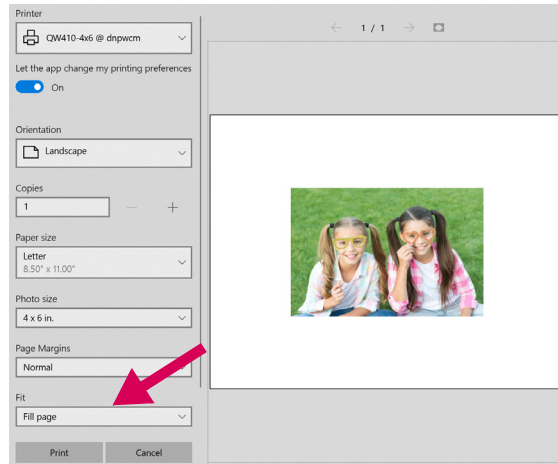 Printer
QW410-4x6 @ dnpwcm
Let the app change my printing preferences
On
Orientation
Landscape
Copies
1
Paper size
Letter
8.50" x 11.00"
Photo size
4 x 6 in.
Page Margins
Normal
Fit
Fill page
Print Cancel
1 / 1